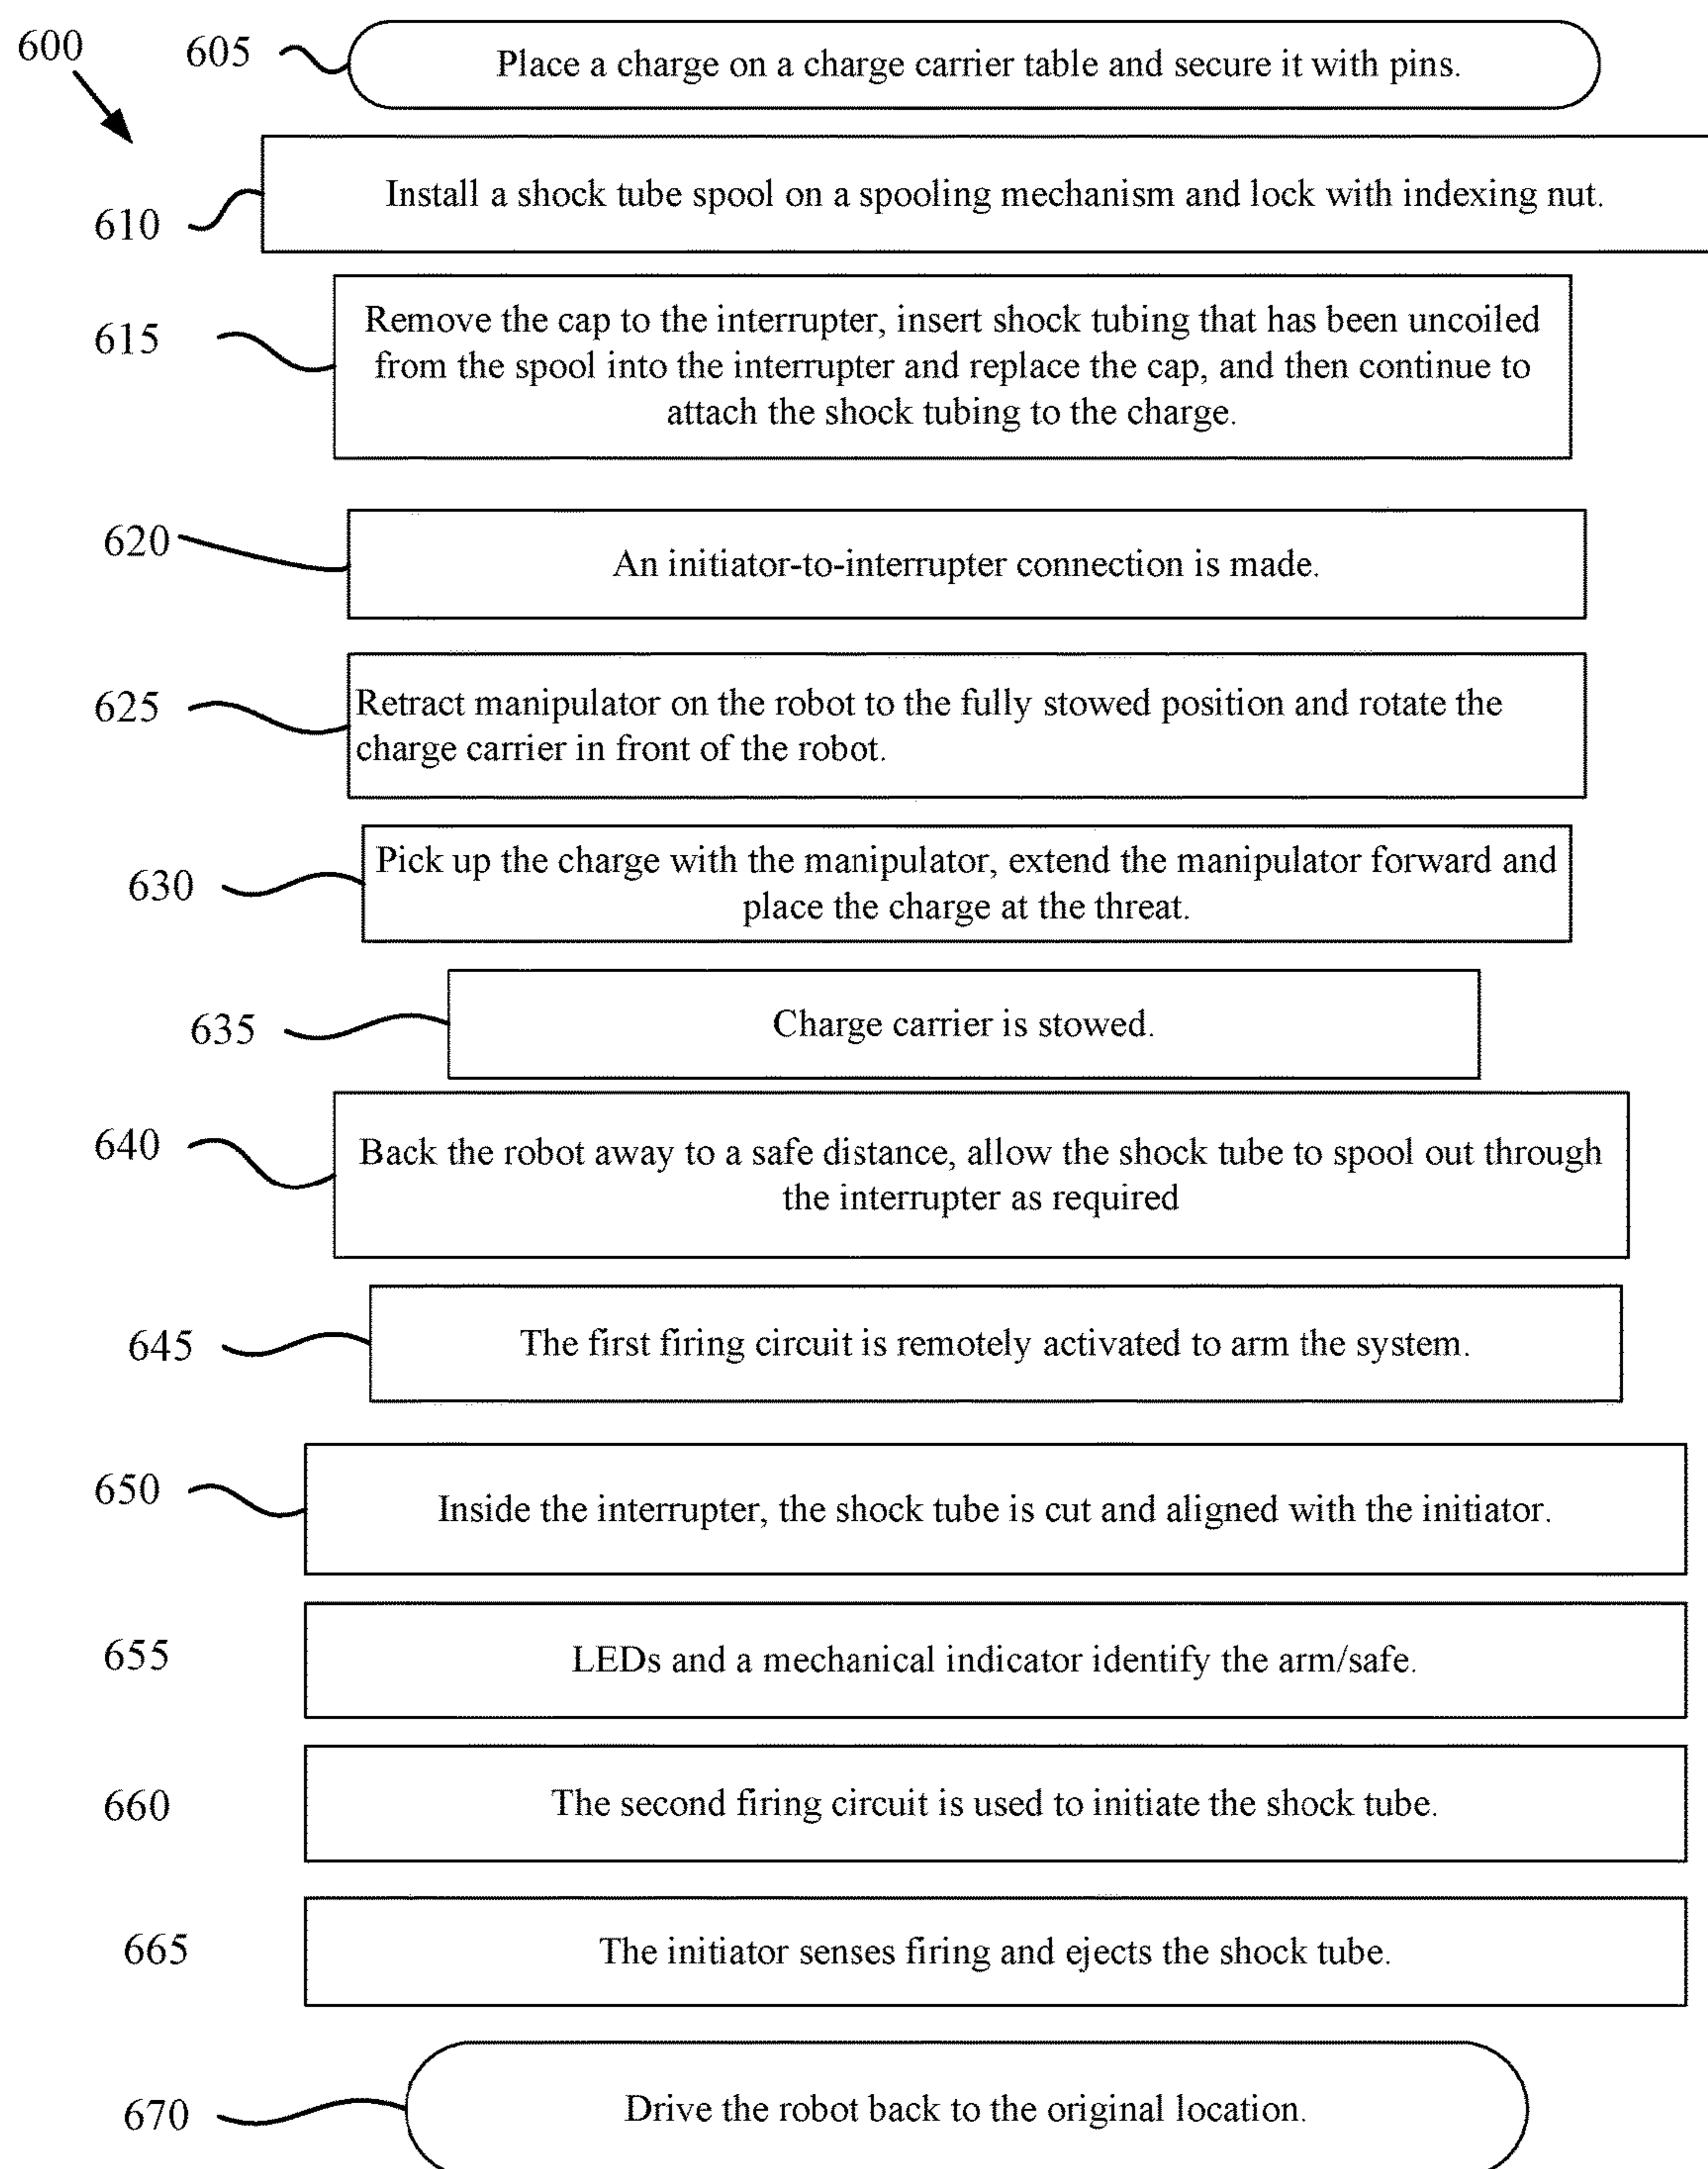 600
605
Place a charge on a charge carrier table and secure it with pins.
610
Install a shock tube spool on a spooling mechanism and lock with indexing nut.
615
Remove the cap to the interrupter, insert shock tubing that has been uncoiled
from the spool into the interrupter and replace the cap, and then continue to
attach the shock tubing to the charge.
620
An initiator-to-interrupter connection is made.
625
Retract manipulator on the robot to the fully stowed position and rotate the
charge carrier in front of the robot.
630
Pick up the charge with the manipulator, extend the manipulator forward and
place the charge at the threat.
635
Charge carrier is stowed.
640
Back the robot away to a safe distance, allow the shock tube to spool out through
the interrupter as required
645
The first firing circuit is remotely activated to arm the system.
650
Inside the interrupter, the shock tube is cut and aligned with the initiator.
655
LEDs and a mechanical indicator identify the arm/safe.
660
The second firing circuit is used to initiate the shock tube.
665
The initiator senses firing and ejects the shock tube.
670
Drive the robot back to the original location.